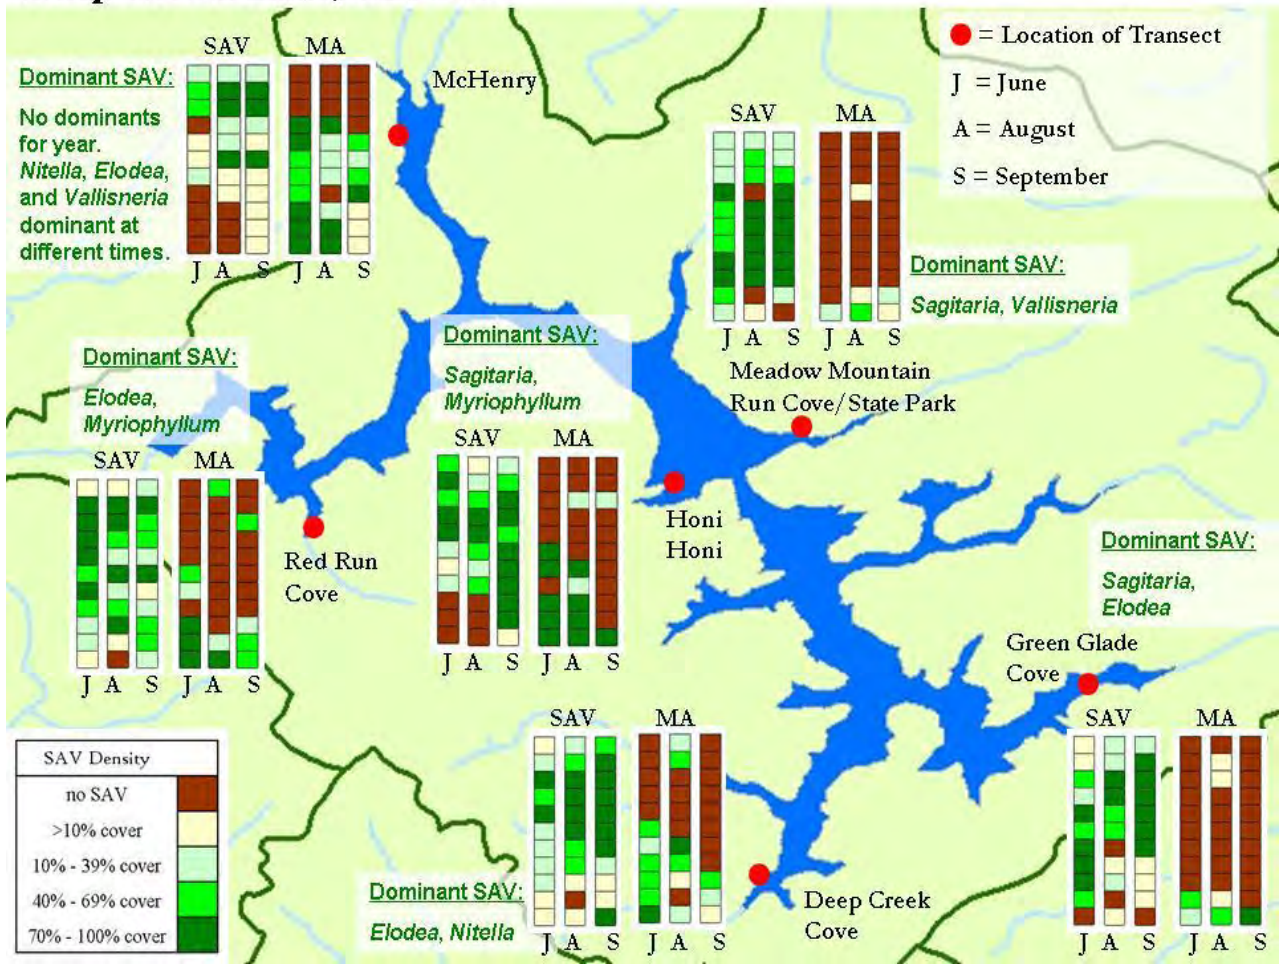 SAV MA
Dominant SAV:
No dominants
for year.
Nitella, Elodea,
and Vallisneria
dominant at
different times.
J A S J A S
McHenry
= Location of Transect
J = June
A = August
S = September
SAV MA
J A S J A S
Dominant SAV:
Sagitaria, Vallisneria
Meadow Mountain
Run Cove/State Park
Dominant SAV:
Elodea,
Myriophyllum
SAV MA
J A S J A S
Red Run
Cove
Dominant SAV:
Sagitaria,
Myriophyllum
SAV MA
J A S J A S
Honi
Honi
Dominant SAV:
Sagitaria,
Elodea
Green Glade
Cove
SAV MA
J A S J A S
SAV MA
J A S J A S
Dominant SAV:
Elodea, Nitella
Deep Creek
Cove
SAV Density
no SAV
>10% cover
10% - 39% cover
40% - 69% cover
70% - 100% cover